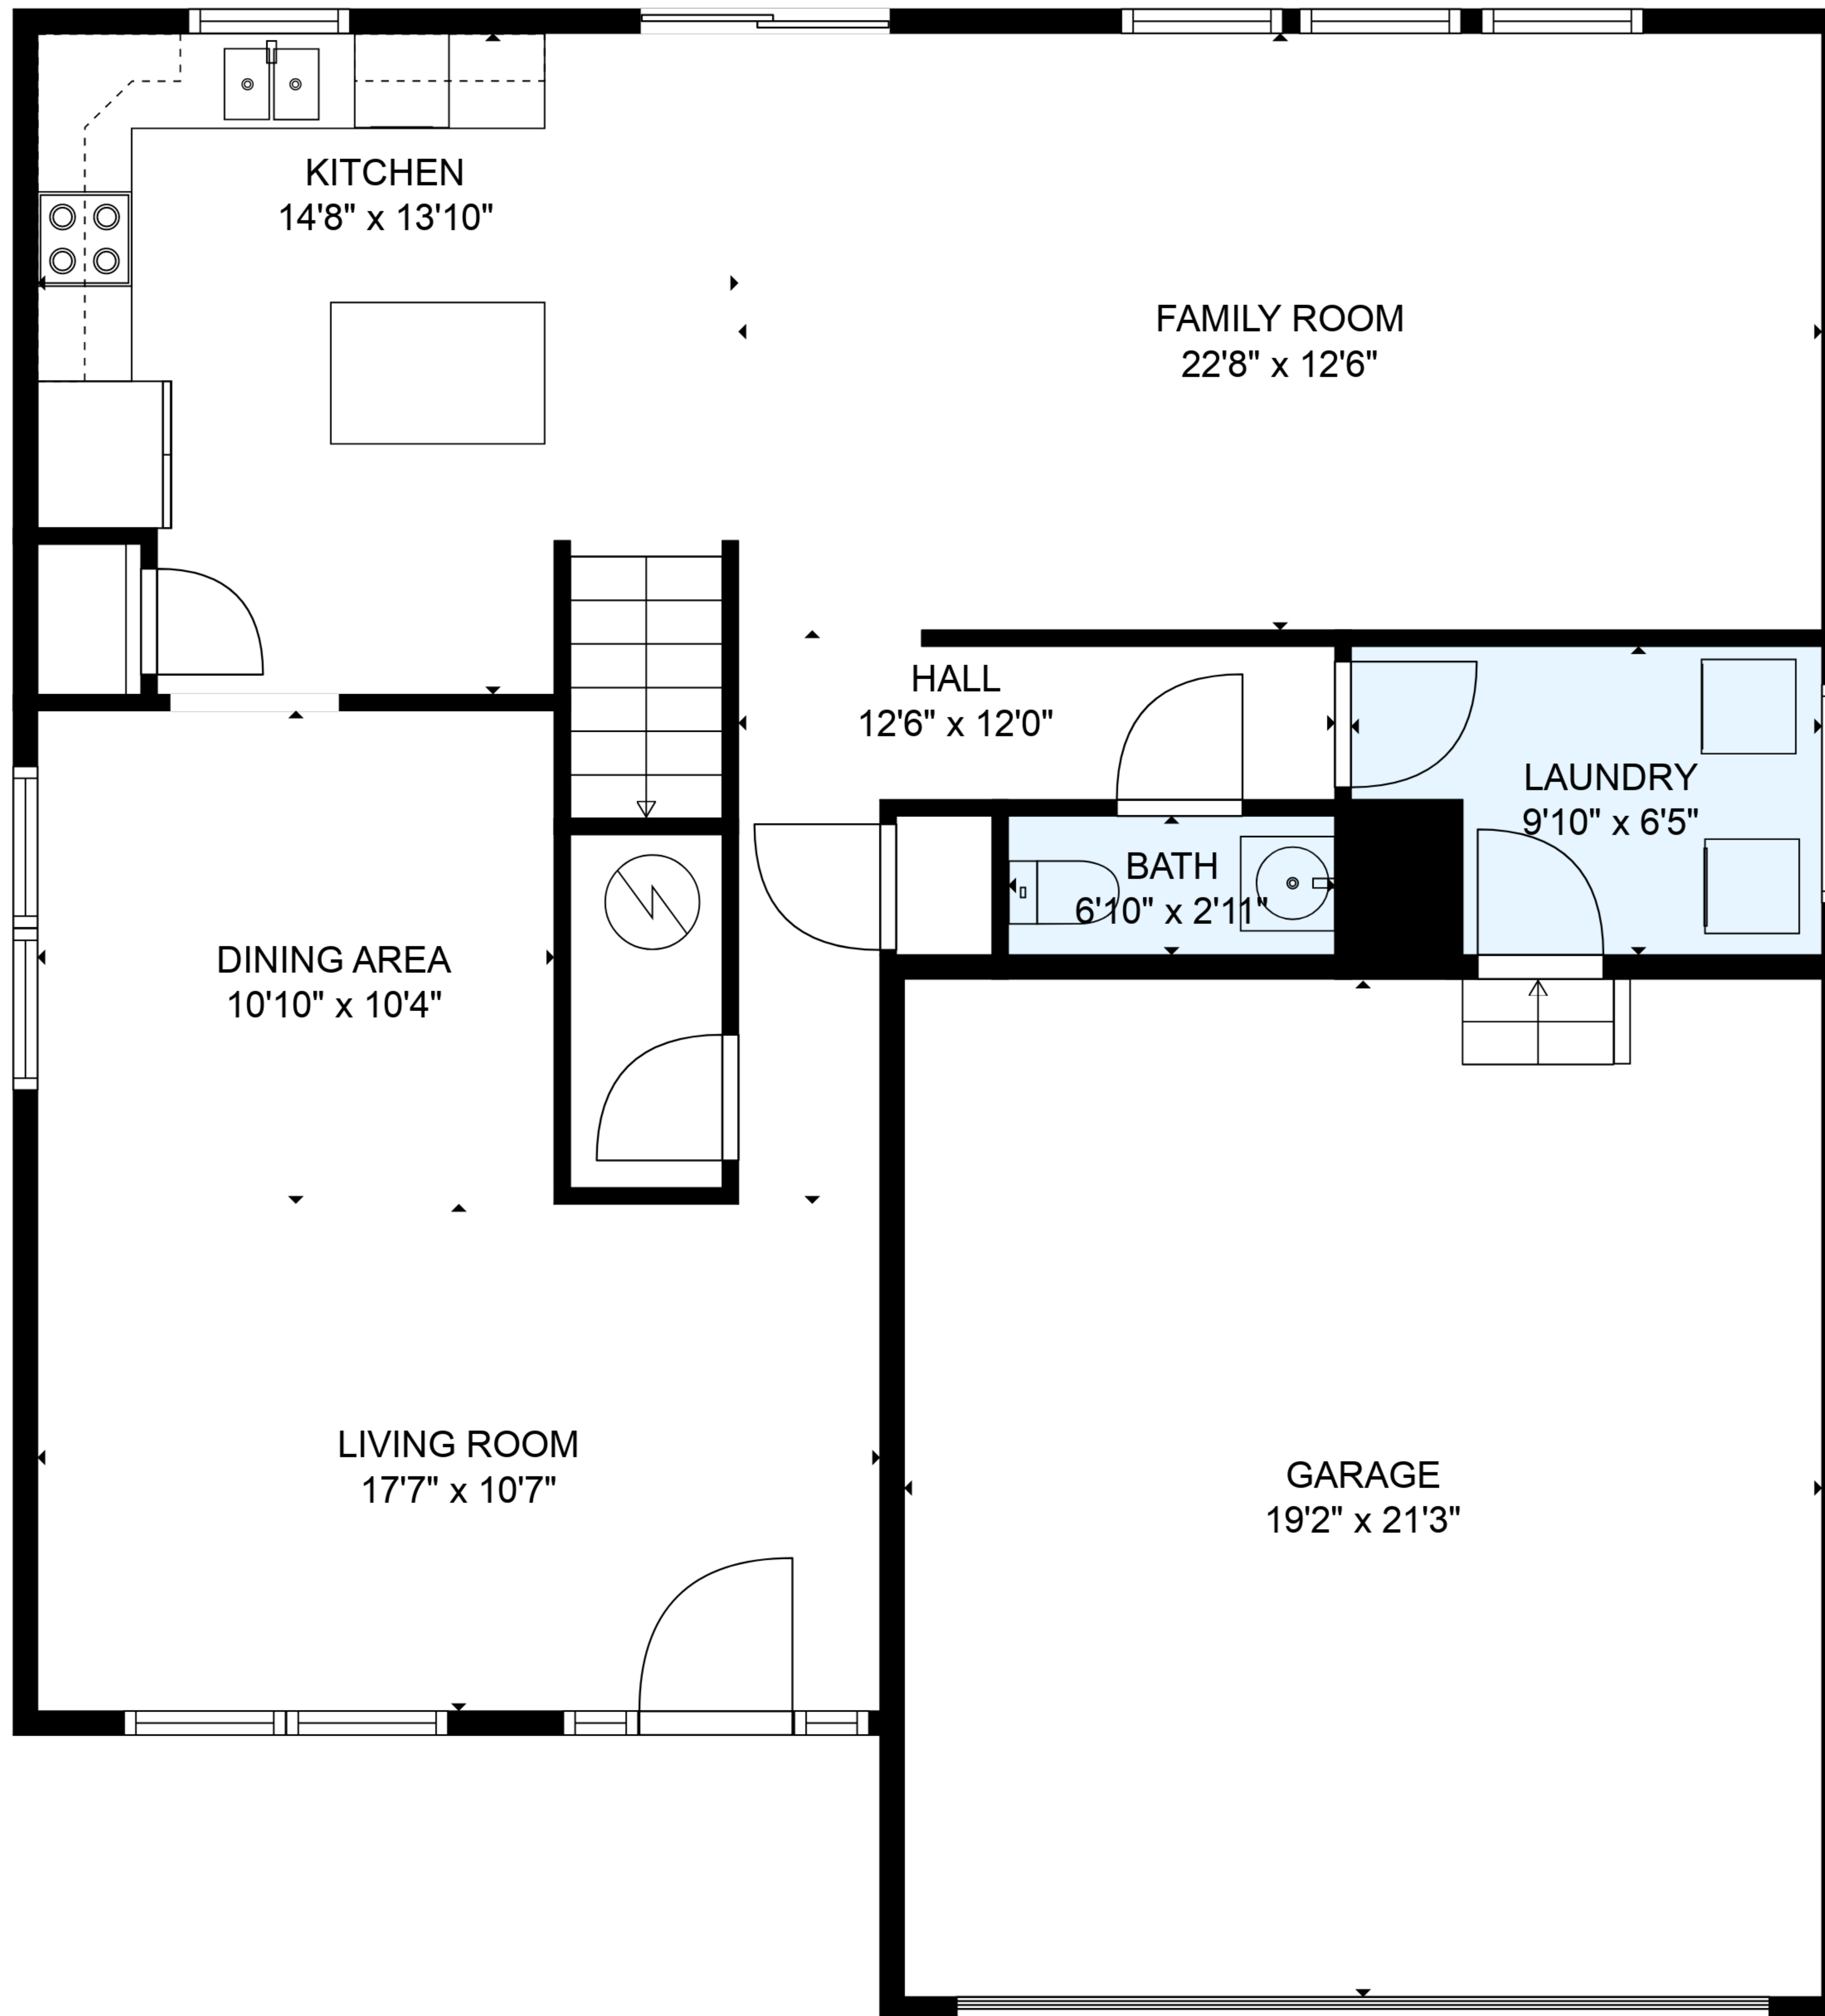 KITCHEN
14'8" x 13'10"
FAMILY ROOM
22'8" x 12'6"
HALL
12'6" x 12'0"
LAUNDRY
9'10" x 6'5"
BATH
6'10" x 2'11"
DINING AREA
10'10" x 10'4"
LIVING ROOM
17'7" x 10'7"
GARAGE
19'2" x 21'3"